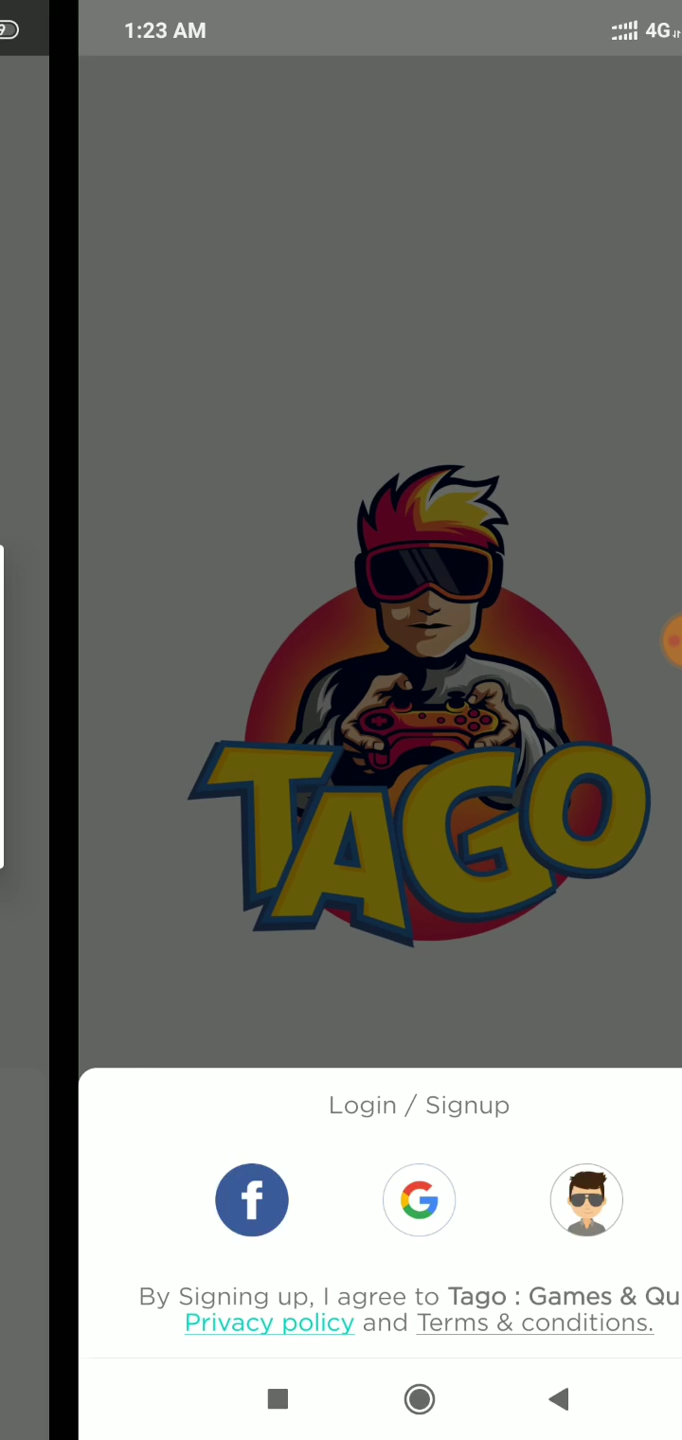 1:23 AM
4G
TAGO
Login / Signup
f
G
By Signing up, I agree to Tago : Games & Qu
Privacy policy and Terms & conditions.